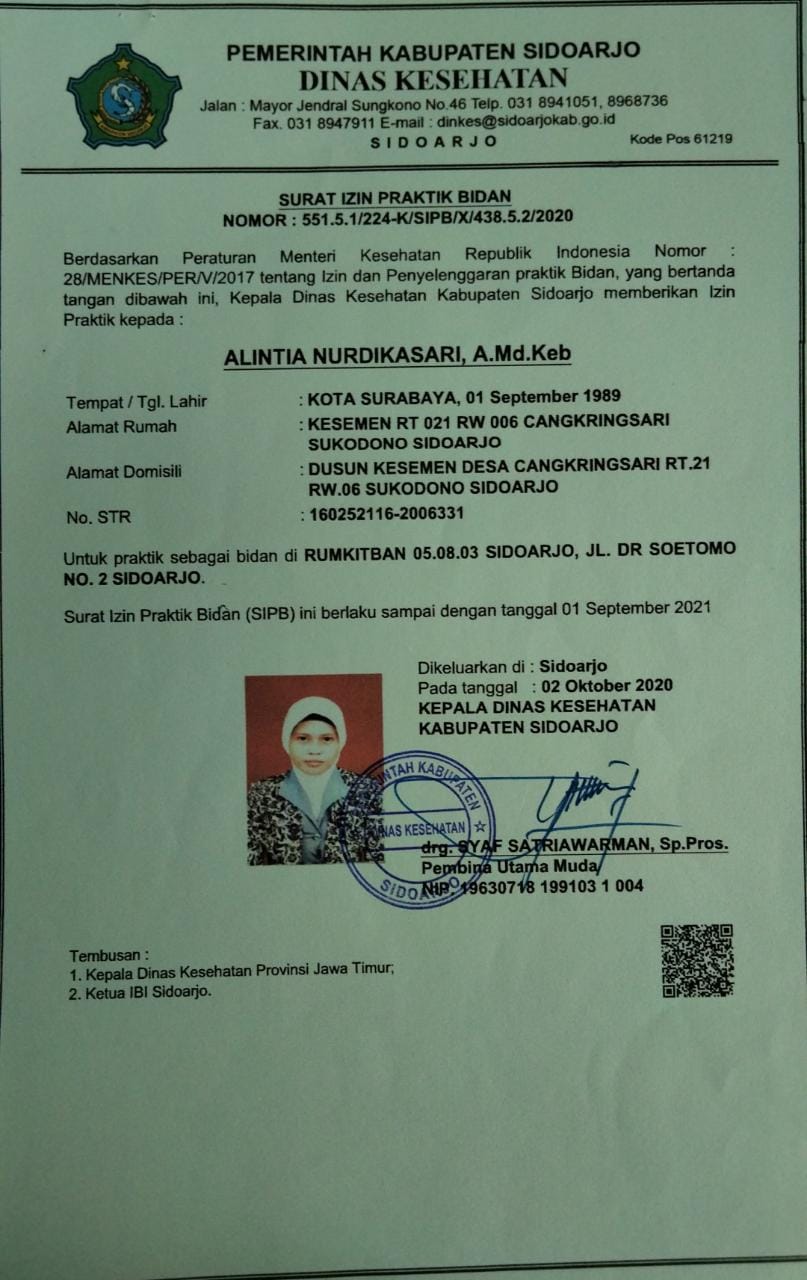 PEMERINTAH KABUPATEN SIDOARJO
DINAS KESEHATAN
Jalan : Mayor Jendral Sungkono No.46 Telp. 031 8941051, 8968736
Fax. 031 8947911 E-mail : dinkes@sidoarjokab.go.id
SIDOARJO Kode Pos 61219
SURAT IZIN PRAKTIK BIDAN
NOMOR : 551.5.1/224-K/SIPB/X/438.5.2/2020
Berdasarkan Peraturan Menteri Kesehatan Republik Indonesia Nomor :
28/MENKES/PER/V/2017 tentang Izin dan Penyelenggaran praktik Bidan, yang bertanda
tangan dibawah ini, Kepala Dinas Kesehatan Kabupaten Sidoarjo memberikan Izin
Praktik kepada :
ALINTIA NURDIKASARI, A.Md.Keb
Tempat / Tgl. Lahir : KOTA SURABAYA, 01 September 1989
Alamat Rumah : KESEMEN RT 021 RW 006 CANGKRINGSARI
SUKODONO SIDOARJO
Alamat Domisili : DUSUN KESEMEN DESA CANGKRINGSARI RT.21
RW.06 SUKODONO SIDOARJO
No. STR : 160252116-2006331
Untuk praktik sebagai bidan di RUMKITBAN 05.08.03 SIDOARJO, JL. DR SOETOMO
NO. 2 SIDOARJO.
Surat Izin Praktik Bidan (SIPB) ini berlaku sampai dengan tanggal 01 September 2021
Dikeluarkan di : Sidoarjo
Pada tanggal : 02 Oktober 2020
KEPALA DINAS KESEHATAN
KABUPATEN SIDOARJO
KABUPATEN
DINAS KESEHATAN
SIDOARJO
drg. SYAF SATRIAWARMAN, Sp.Pros.
Pembina Utama Muda
NIP. 19630718 199103 1 004
Tembusan :
1. Kepala Dinas Kesehatan Provinsi Jawa Timur;
2. Ketua IBI Sidoarjo.